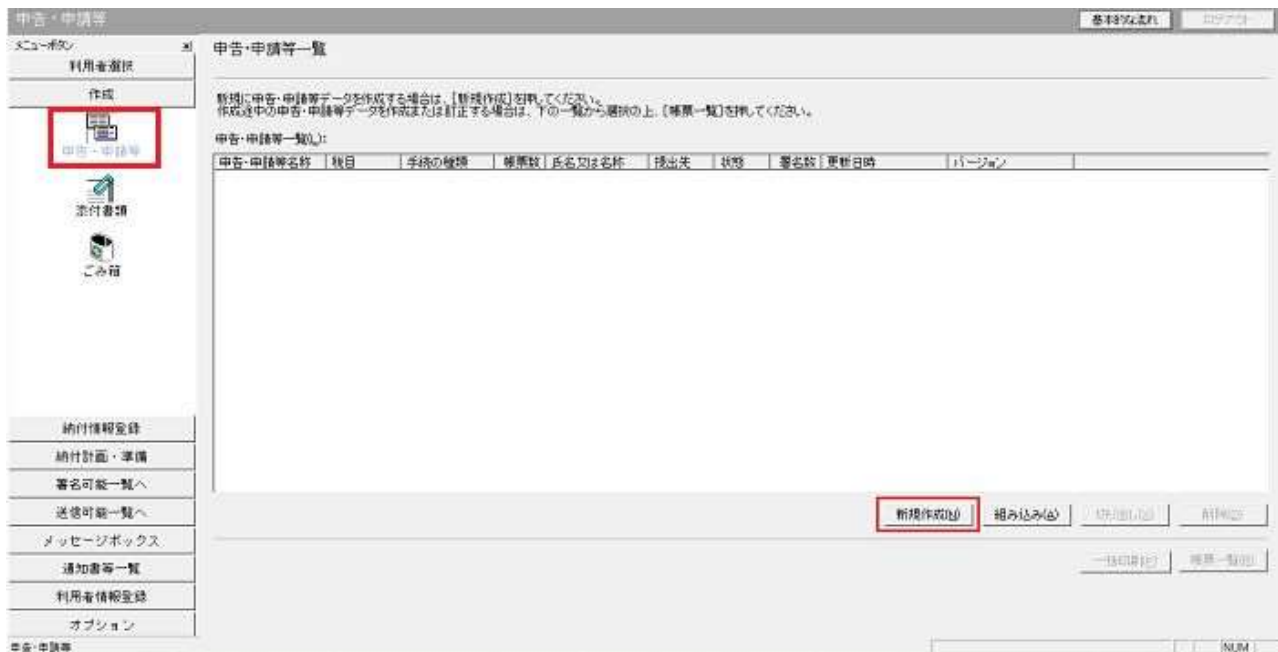 申告・申請等
基本的な流れ
ログアウト
メニューボタン
利用者選択
作成
申告・申請等
添付書類
ごみ箱
納付情報登録
納付計画・準備
署名可能一覧へ
送信可能一覧へ
メッセージボックス
通知書等一覧
利用者情報登録
オプション
申告・申請等一覧
新規に申告・申請等データを作成する場合は、[新規作成]を押してください。
作成途中の申告・申請等データを作成または訂正する場合は、下の一覧から選択の上、[帳票一覧]を押してください。
申告・申請等一覧(L):
申告・申請等名称 税目 手続の種類 帳票数 氏名又は名称 提出先 状態 署名数 更新日時 バージョン
新規作成(N) 組み込み(A) 切り出し(S) 削除(D)
一括印刷(P) 帳票一覧(R)
申告・申請等
NUM